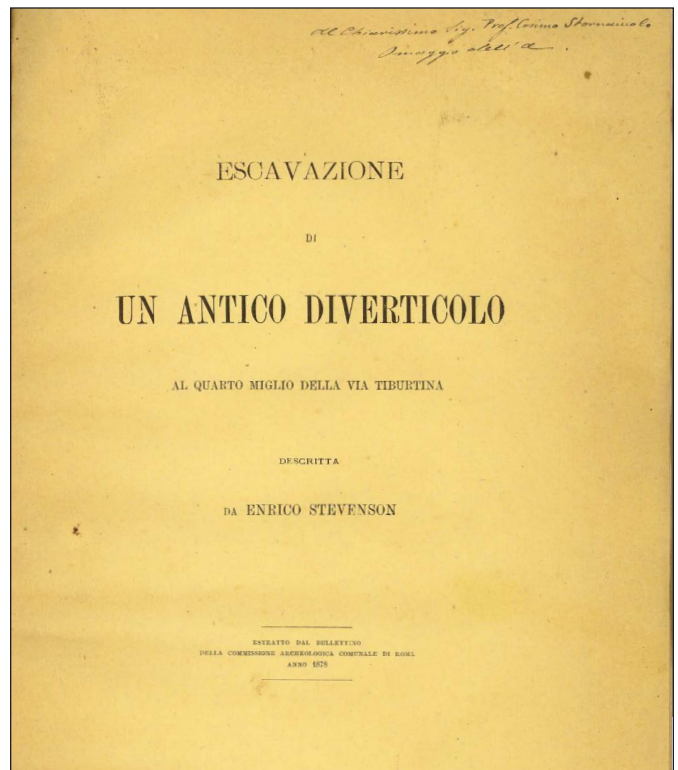 Al Chiarissimo Sig. Prof. Cosimo Stornaiolo
Omaggio dell'A.
ESCAVAZIONE
DI
UN ANTICO DIVERTICOLO
AL QUARTO MIGLIO DELLA VIA TIBURTINA
DESCRITTA
DA ENRICO STEVENSON
ESTRATTO DAL BULLETTINO
DELLA COMMISSIONE ARCHEOLOGICA COMUNALE DI ROMA
ANNO 1878